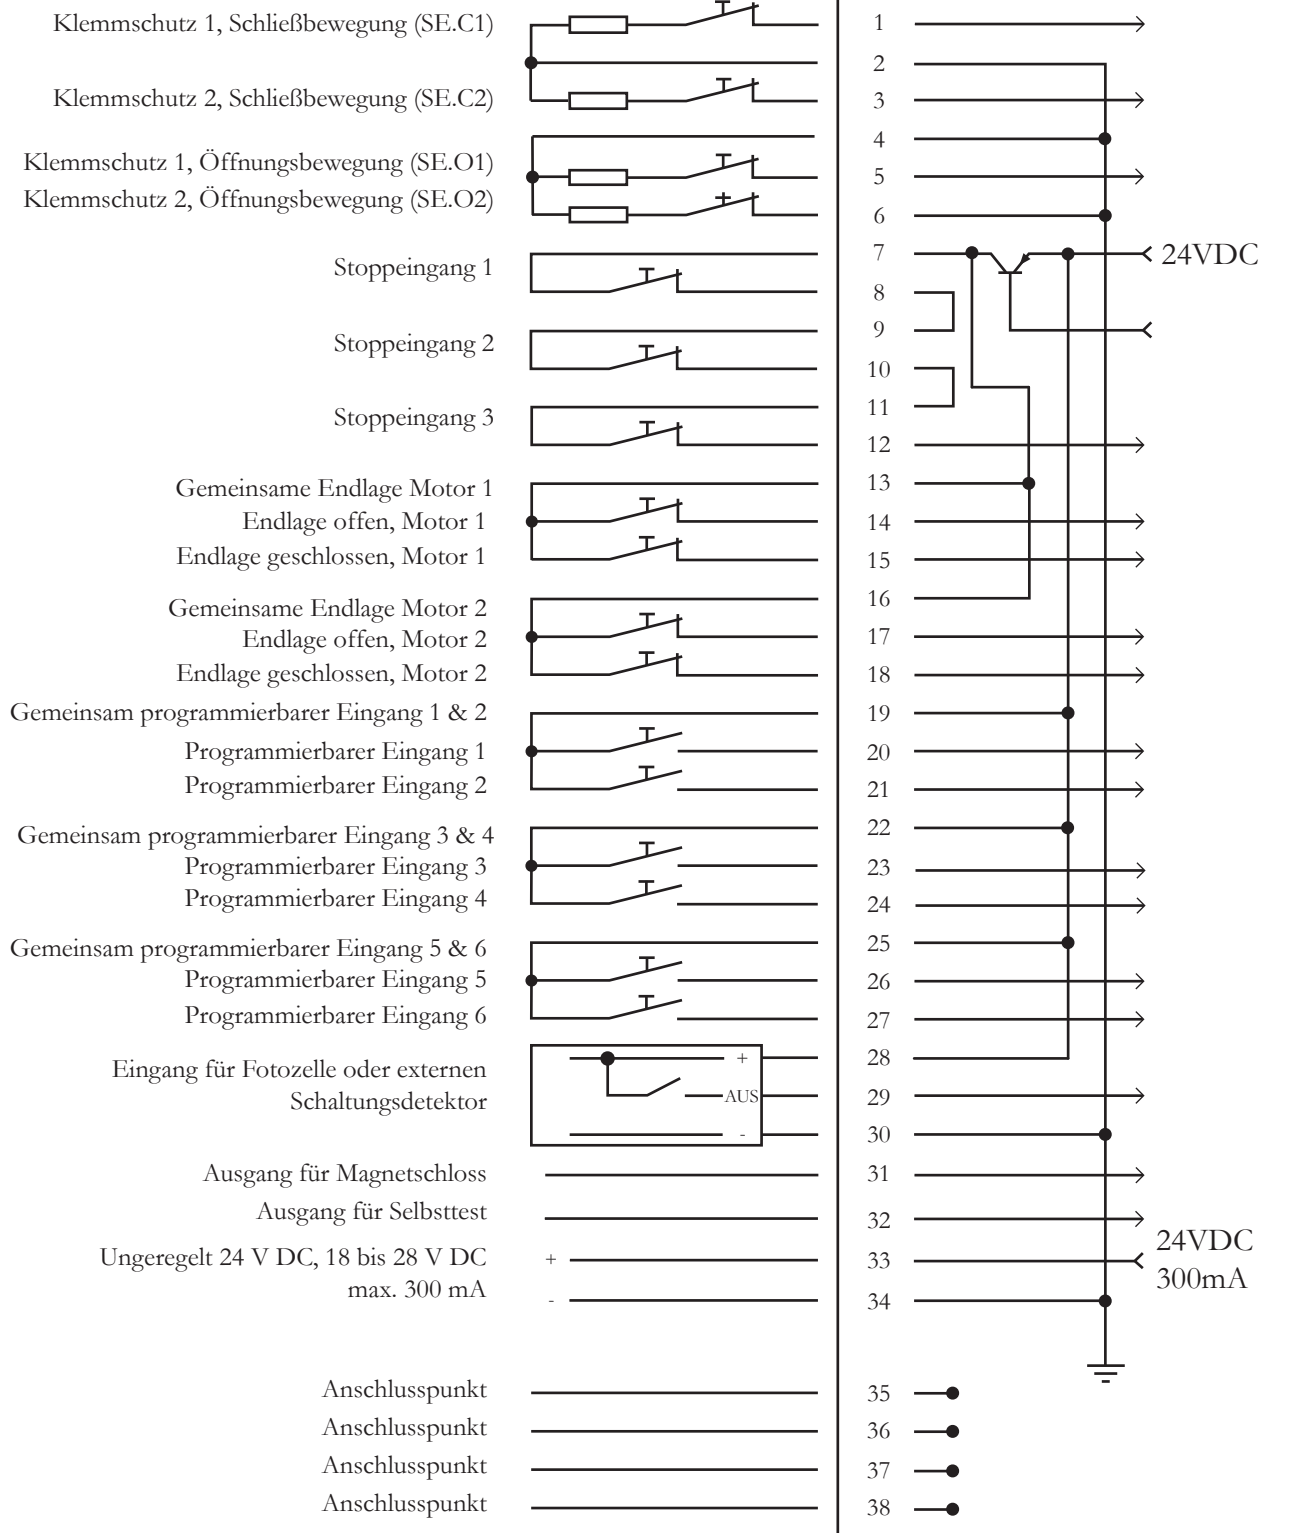 Klemmschutz 1, Schließbewegung (SE.C1) 1
2
Klemmschutz 2, Schließbewegung (SE.C2) 3
4
Klemmschutz 1, Öffnungsbewegung (SE.O1) 5
Klemmschutz 2, Öffnungsbewegung (SE.O2) 6
7 24VDC
Stoppeingang 1
8
9
Stoppeingang 2
10
11
Stoppeingang 3
12
Gemeinsame Endlage Motor 1 13
Endlage offen, Motor 1 14
Endlage geschlossen, Motor 1 15
Gemeinsame Endlage Motor 2 16
Endlage offen, Motor 2 17
Endlage geschlossen, Motor 2 18
Gemeinsam programmierbarer Eingang 1 & 2 19
Programmierbarer Eingang 1 20
Programmierbarer Eingang 2 21
Gemeinsam programmierbarer Eingang 3 & 4 22
Programmierbarer Eingang 3 23
Programmierbarer Eingang 4 24
Gemeinsam programmierbarer Eingang 5 & 6 25
Programmierbarer Eingang 5 26
Programmierbarer Eingang 6 27
+ 28
Eingang für Fotozelle oder externen
Schaltungsdetektor AUS 29
- 30
Ausgang für Magnetschloss 31
Ausgang für Selbsttest 32
24VDC
Ungeregelt 24 V DC, 18 bis 28 V DC + 33
300mA
max. 300 mA - 34
Anschlusspunkt 35
Anschlusspunkt 36
Anschlusspunkt 37
Anschlusspunkt 38